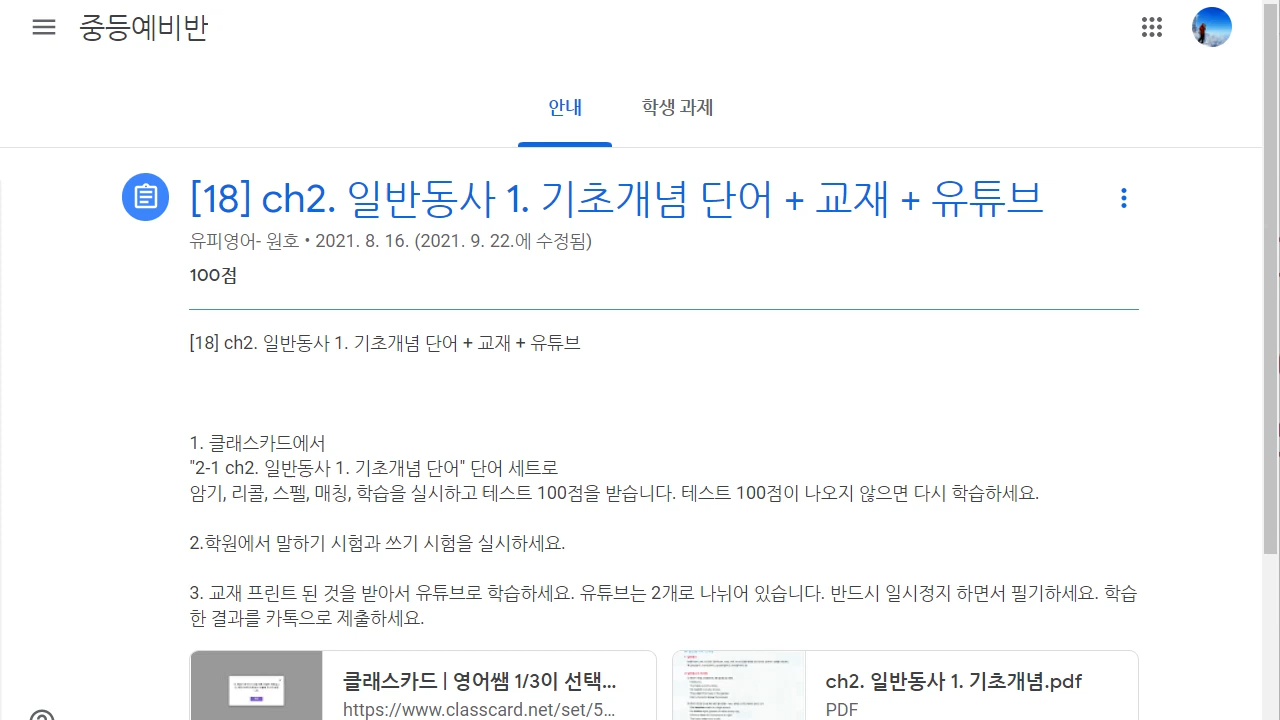 중등예비반
안내
학생 과제
[18] ch2. 일반동사 1. 기초개념 단어 + 교재 + 유튜브
유피영어- 원호 • 2021. 8. 16. (2021. 9. 22.에 수정됨)
100점
[18] ch2. 일반동사 1. 기초개념 단어 + 교재 + 유튜브
1. 클래스카드에서
"2-1 ch2. 일반동사 1. 기초개념 단어" 단어 세트로
암기, 리콜, 스펠, 매칭, 학습을 실시하고 테스트 100점을 받습니다. 테스트 100점이 나오지 않으면 다시 학습하세요.
2.학원에서 말하기 시험과 쓰기 시험을 실시하세요.
3. 교재 프린트 된 것을 받아서 유튜브로 학습하세요. 유튜브는 2개로 나뉘어 있습니다. 반드시 일시정지 하면서 필기하세요. 학습
한 결과를 카톡으로 제출하세요.
클래스카드 | 영어쌤 1/3이 선택...
https://www.classcard.net/set/5...
ch2. 일반동사 1. 기초개념.pdf
PDF